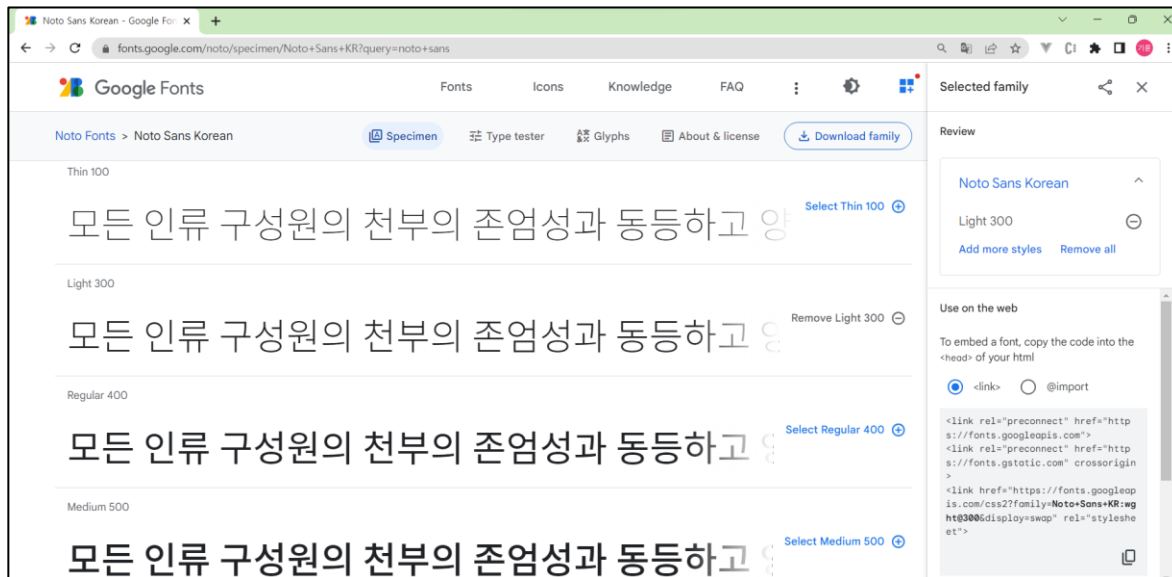 Noto Sans Korean - Google Fon
fonts.google.com/noto/specimen/Noto+Sans+KR?query=noto+sans
Google Fonts
Fonts
Icons
Knowledge
FAQ
Noto Fonts > Noto Sans Korean
Specimen
Type tester
Glyphs
About & license
Download family
Thin 100
모든 인류 구성원의 천부의 존엄성과 동등하고 양
Select Thin 100
Light 300
모든 인류 구성원의 천부의 존엄성과 동등하고
Remove Light 300
Regular 400
모든 인류 구성원의 천부의 존엄성과 동등하고
Select Regular 400
Medium 500
모든 인류 구성원의 천부의 존엄성과 동등하고
Select Medium 500
Selected family
Review
Noto Sans Korean
Light 300
Add more styles
Remove all
Use on the web
To embed a font, copy the code into the
<head> of your html
<link>
@import
<link rel="preconnect" href="http
s://fonts.googleapis.com">
<link rel="preconnect" href="http
s://fonts.gstatic.com" crossorigin
>
<link href="https://fonts.googleap
is.com/css2?family=Noto+Sans+KR:wg
ht@300&display=swap" rel="styleshe
et">